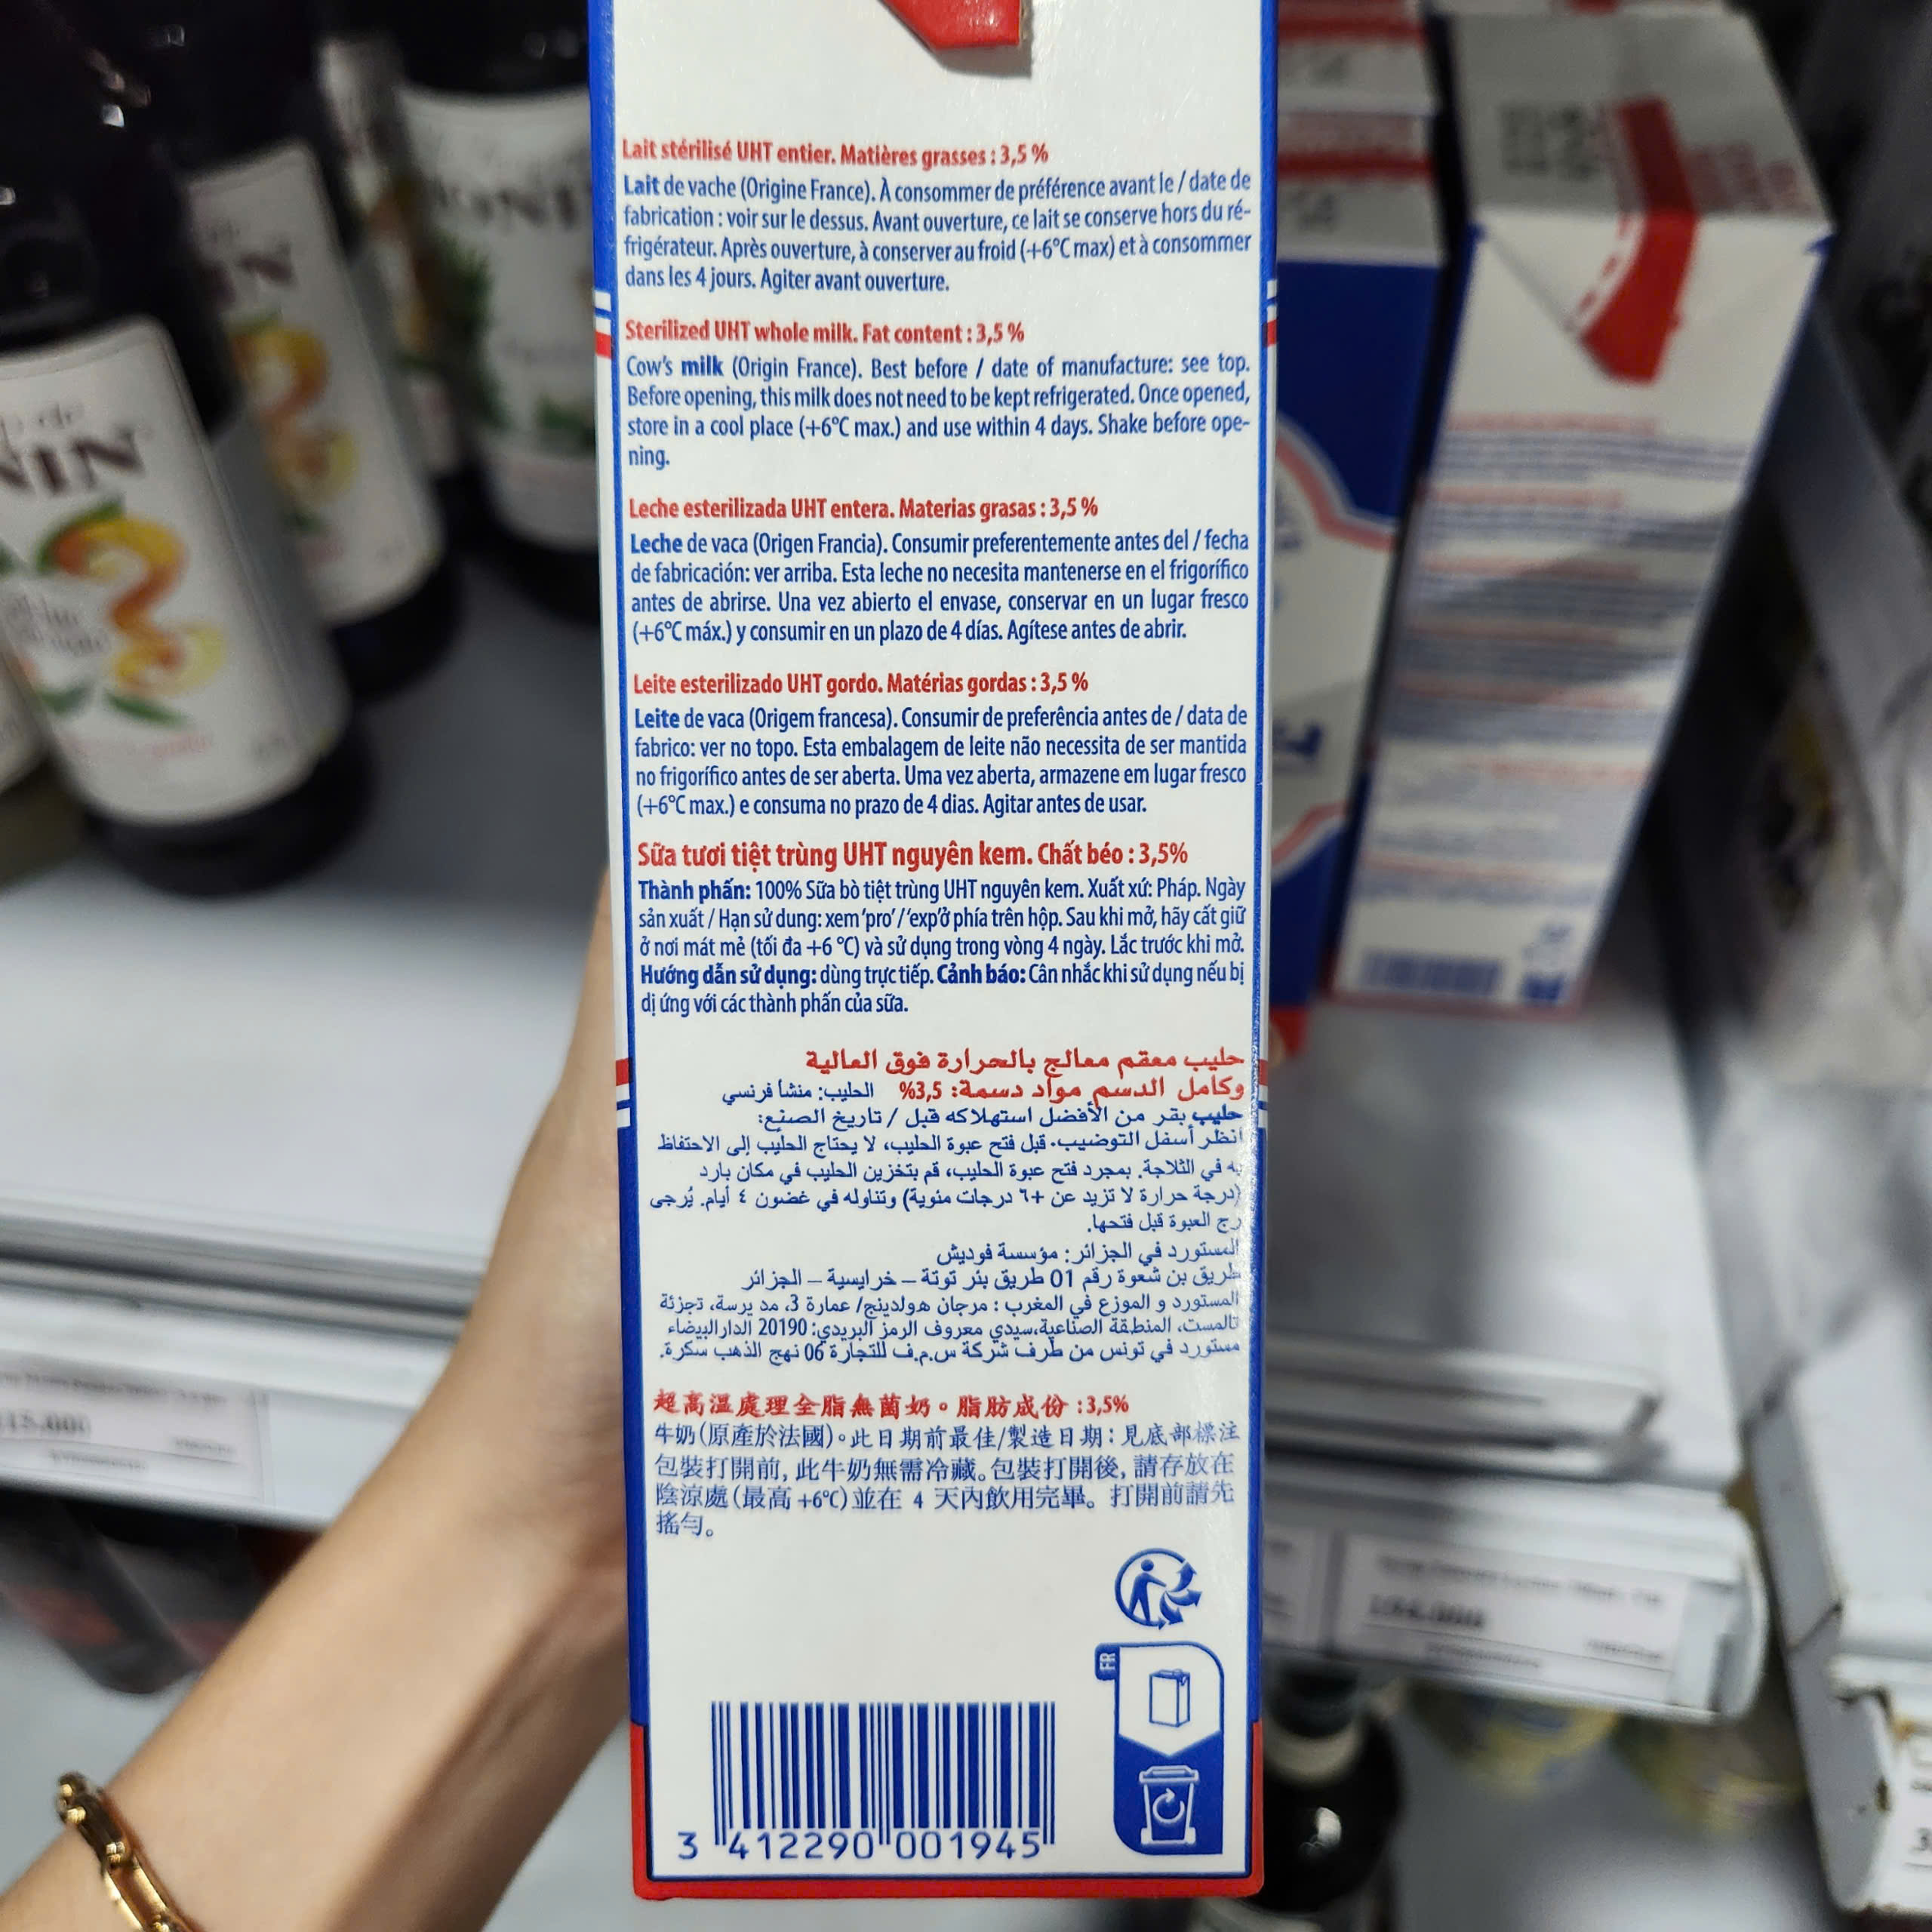 Lait stérilisé UHT entier. Matières grasses : 3,5 %
Lait de vache (Origine France). À consommer de préférence avant le / date de
fabrication : voir sur le dessus. Avant ouverture, ce lait se conserve hors du ré-
frigérateur. Après ouverture, à conserver au froid (+6°C max) et à consommer
dans les 4 jours. Agiter avant ouverture.
Sterilized UHT whole milk. Fat content : 3,5 %
Cow's milk (Origin France). Best before / date of manufacture: see top.
Before opening, this milk does not need to be kept refrigerated. Once opened,
store in a cool place (+6°C max.) and use within 4 days. Shake before ope-
ning.
Leche esterilizada UHT entera. Materias grasas : 3,5 %
Leche de vaca (Origen Francia). Consumir preferentemente antes del / fecha
de fabricación: ver arriba. Esta leche no necesita mantenerse en el frigorífico
antes de abrirse. Una vez abierto el envase, conservar en un lugar fresco
(+6°C máx.) y consumir en un plazo de 4 días. Agítese antes de abrir.
Leite esterilizado UHT gordo. Matérias gordas : 3,5 %
Leite de vaca (Origem francesa). Consumir de preferência antes de / data de
fabrico: ver no topo. Esta embalagem de leite não necessita de ser mantida
no frigorífico antes de ser aberta. Uma vez aberta, armazene em lugar fresco
(+6°C max.) e consuma no prazo de 4 dias. Agitar antes de usar.
Sữa tươi tiệt trùng UHT nguyên kem. Chất béo : 3,5%
Thành phấn: 100% Sữa bò tiệt trùng UHT nguyên kem. Xuất xứ: Pháp. Ngày
sản xuất / Hạn sử dung: xem 'pro' / 'exp'ở phía trên hộp. Sau khi mở, hãy cất giữ
ở nơi mát mẻ (tối đa +6 °C) và sử dụng trong vòng 4 ngày. Lắc trước khi mở.
Hướng dẫn sử dụng: dùng trực tiếp. Cảnh báo: Cân nhắc khi sử dụng nếu bị
dị ứng với các thành phấn của sữa.
حليب معقم معالج بالحرارة فوق العالية
وكامل الدسم مواد دسمة: 3,5% الحليب: منشأ فرنسي
حليب بقر من الأفضل استهلاكه قبل / تاريخ الصنع:
انظر أسفل التوضيب. قبل فتح عبوة الحليب، لا يحتاج الحليب إلى الاحتفاظ
به في الثلاجة. بمجرد فتح عبوة الحليب، قم بتخزين الحليب في مكان بارد
(درجة حرارة لا تزيد عن +٦ درجات مئوية) وتناوله في غضون ٤ أيام. يُرجى
رج العبوة قبل فتحها.
المستورد في الجزائر: مؤسسة فوديش
طريق بن شعوة رقم 01 طريق بئر توتة – خرايسية – الجزائر
المستورد و الموزع في المغرب : مرجان هولدينج/ عمارة 3، مد يرسة، تجزئة
تالمست، المنطقة الصناعية،سيدي معروف الرمز البريدي: 20190 الدارالبيضاء
مستورد في تونس من طرف شركة س.م.ف للتجارة 06 نهج الذهب سكرة.
超高溫處理全脂無菌奶。脂肪成份 :3,5%
牛奶(原產於法國)。此日期前最佳/製造日期:見底部標注
包裝打開前,此牛奶無需冷藏。包裝打開後,請存放在
陰涼處(最高 +6°C)並在 4 天內飲用完畢。打開前請先
搖勻。
FR
3 412290 001945
NIN